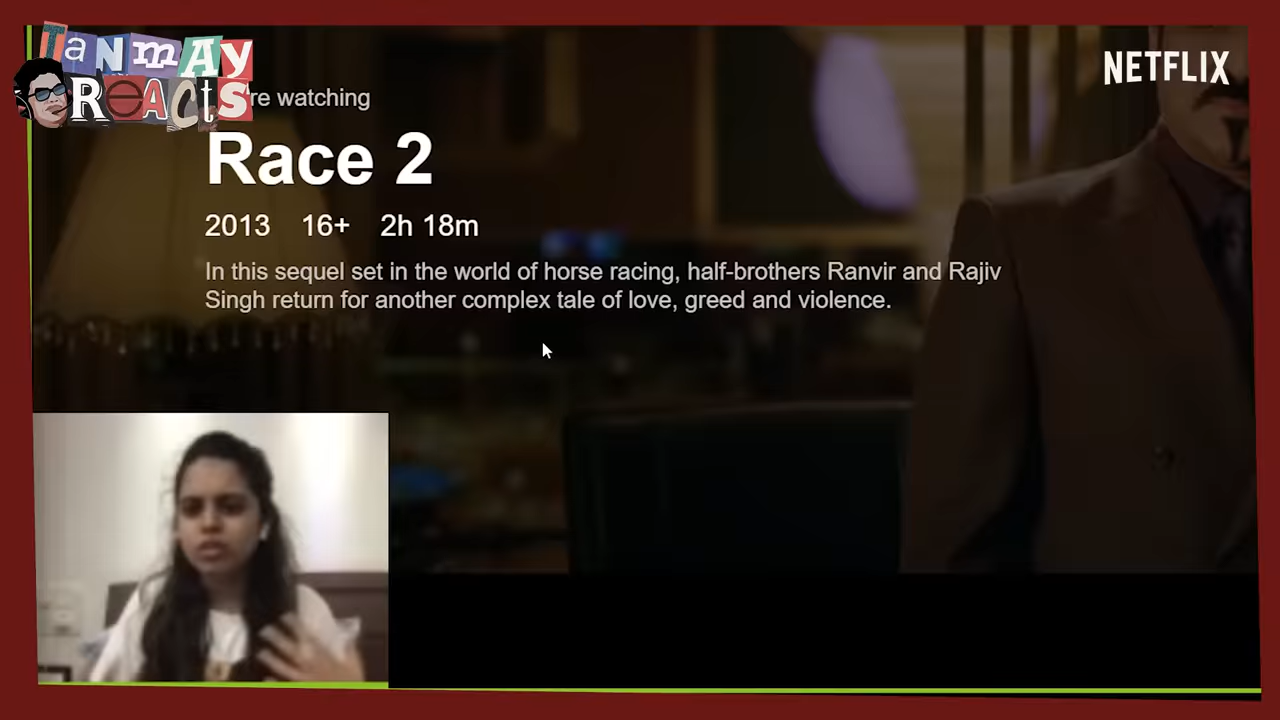 TaNmAy
REActS
're watching
NETFLIX
Race 2
2013 16+ 2h 18m
In this sequel set in the world of horse racing, half-brothers Ranvir and Rajiv
Singh return for another complex tale of love, greed and violence.